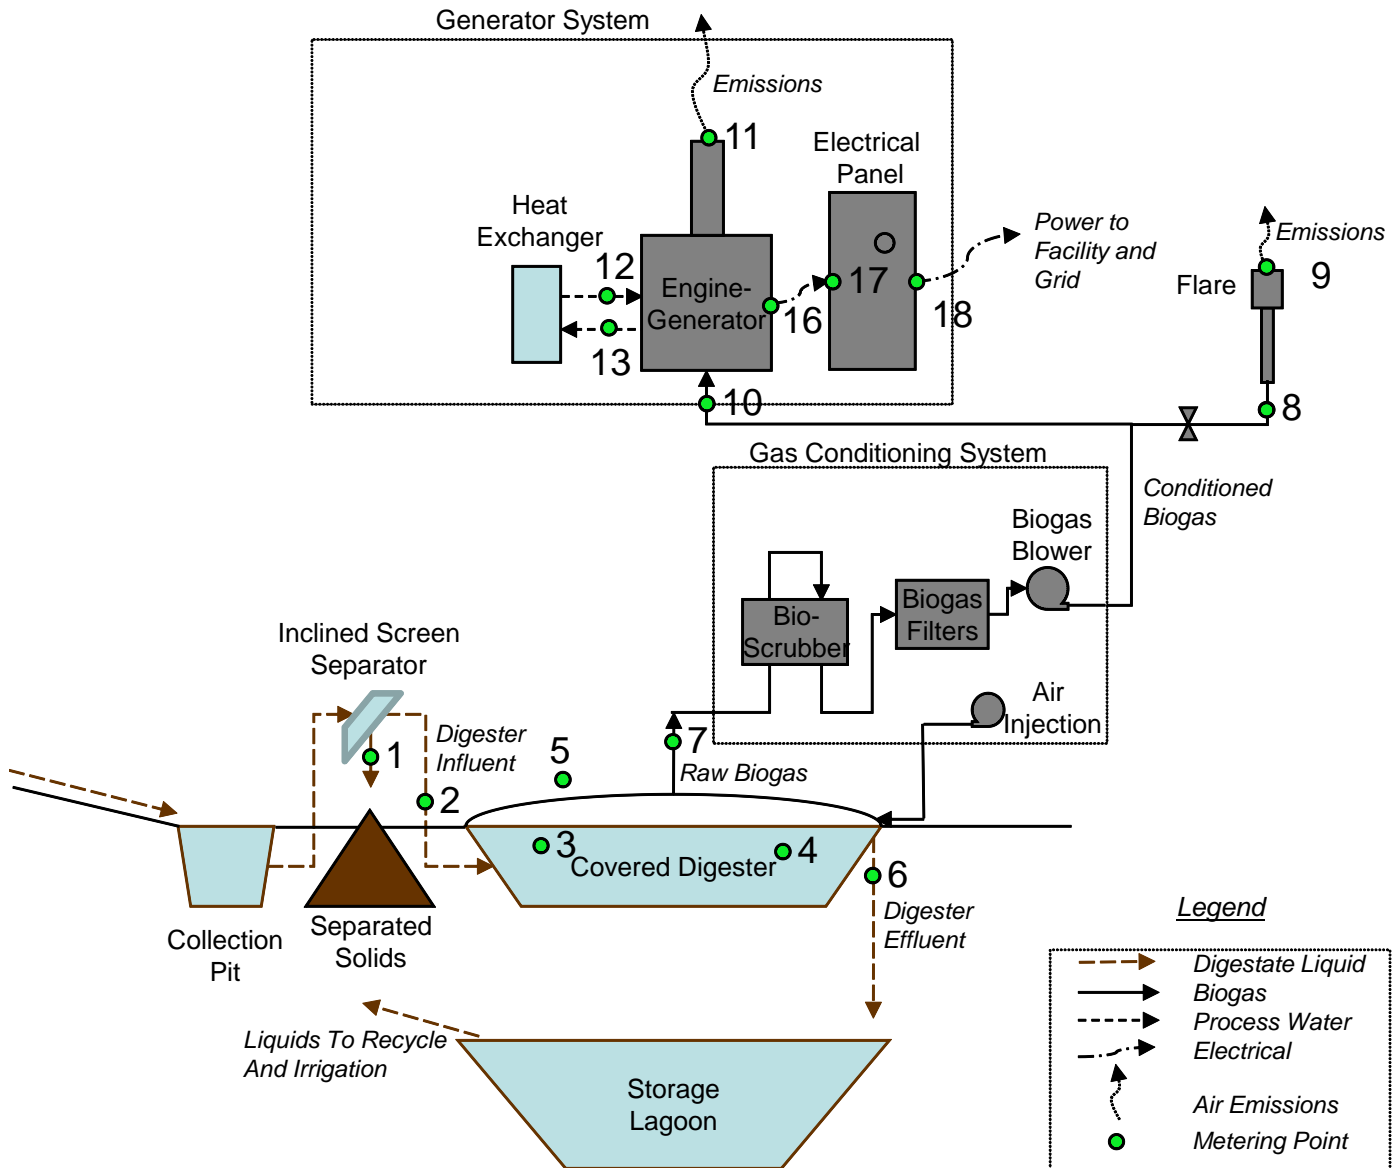 Generator System
Emissions
11
Electrical
Panel
Heat
Exchanger
12
Engine-
Generator
13
16
17
18
Power to
Facility and
Grid
10
Emissions
9
Flare
8
Gas Conditioning System
Conditioned
Biogas
Biogas
Blower
Bio-
Scrubber
Biogas
Filters
Air
Injection
Inclined Screen
Separator
1
Digester
Influent
2
5
7
Raw Biogas
3
4
Covered Digester
6
Digester
Effluent
Collection
Pit
Separated
Solids
Liquids To Recycle
And Irrigation
Storage
Lagoon
Legend
Digestate Liquid
Biogas
Process Water
Electrical
Air Emissions
Metering Point